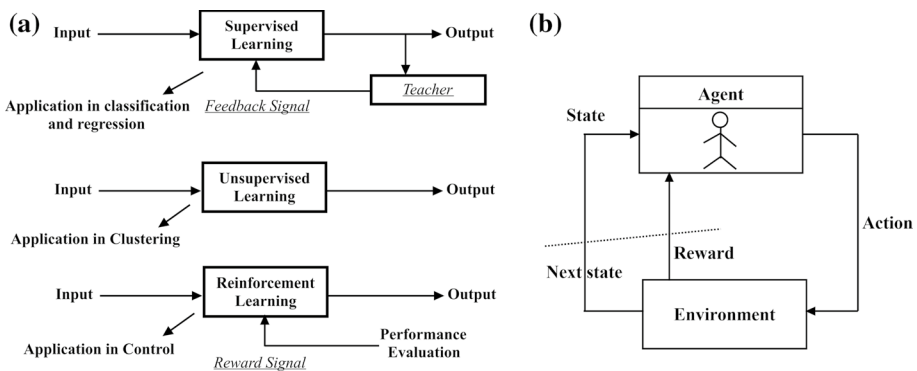 (a)
Input
Supervised
Learning
Output
Teacher
Feedback Signal
Application in classification
and regression
Input
Unsupervised
Learning
Output
Application in Clustering
Input
Reinforcement
Learning
Output
Application in Control
Reward Signal
Performance
Evaluation
(b)
Agent
State
Action
Reward
Next state
Environment